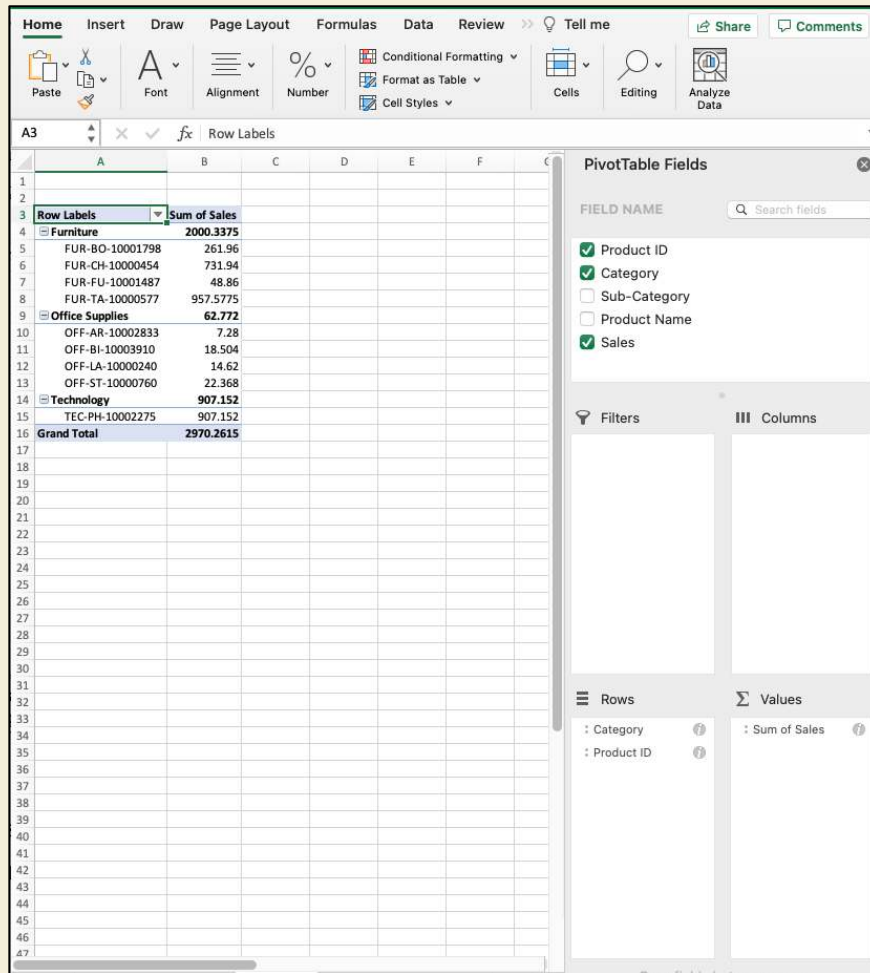 Home Insert Draw Page Layout Formulas Data Review >> Tell me Share Comments
Paste Font Alignment Number Conditional Formatting Format as Table Cell Styles Cells Editing Analyze Data
A3 fx Row Labels
A B C D E F
PivotTable Fields
FIELD NAME Search fields
Product ID
Category
Sub-Category
Product Name
Sales
Filters Columns
Rows Values
Category Sum of Sales
Product ID
1
2
3 Row Labels Sum of Sales
4 Furniture 2000.3375
5 FUR-BO-10001798 261.96
6 FUR-CH-10000454 731.94
7 FUR-FU-10001487 48.86
8 FUR-TA-10000577 957.5775
9 Office Supplies 62.772
10 OFF-AR-10002833 7.28
11 OFF-BI-10003910 18.504
12 OFF-LA-10000240 14.62
13 OFF-ST-10000760 22.368
14 Technology 907.152
15 TEC-PH-10002275 907.152
16 Grand Total 2970.2615
17
18
19
20
21
22
23
24
25
26
27
28
29
30
31
32
33
34
35
36
37
38
39
40
41
42
43
44
45
46
47